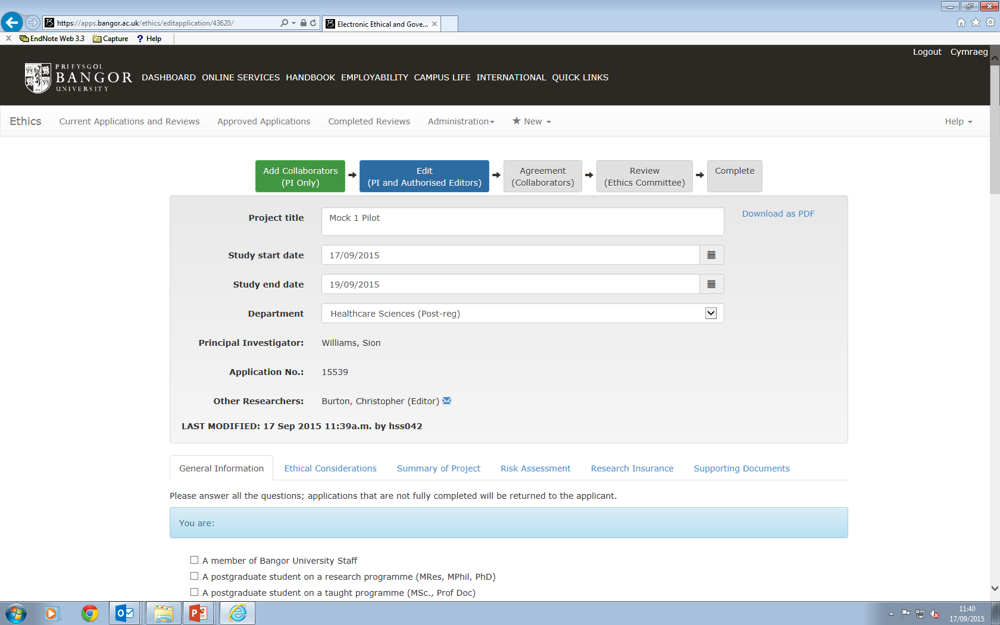 https://apps.bangor.ac.uk/ethics/editapplication/43620/
Electronic Ethical and Gove...
EndNote Web 3.3 Capture ? Help
Logout Cymraeg
PRIFYSGOL
BANGOR
UNIVERSITY
DASHBOARD ONLINE SERVICES HANDBOOK EMPLOYABILITY CAMPUS LIFE INTERNATIONAL QUICK LINKS
Ethics Current Applications and Reviews Approved Applications Completed Reviews Administration New Help
Add Collaborators
(PI Only)
Edit
(PI and Authorised Editors)
Agreement
(Collaborators)
Review
(Ethics Committee)
Complete
Project title Mock 1 Pilot
Download as PDF
Study start date 17/09/2015
Study end date 19/09/2015
Department Healthcare Sciences (Post-reg)
Principal Investigator: Williams, Sion
Application No.: 15539
Other Researchers: Burton, Christopher (Editor)
LAST MODIFIED: 17 Sep 2015 11:39a.m. by hss042
General Information Ethical Considerations Summary of Project Risk Assessment Research Insurance Supporting Documents
Please answer all the questions; applications that are not fully completed will be returned to the applicant.
You are:
A member of Bangor University Staff
A postgraduate student on a research programme (MRes, MPhil, PhD)
A postgraduate student on a taught programme (MSc., Prof Doc)
11:40
17/09/2015